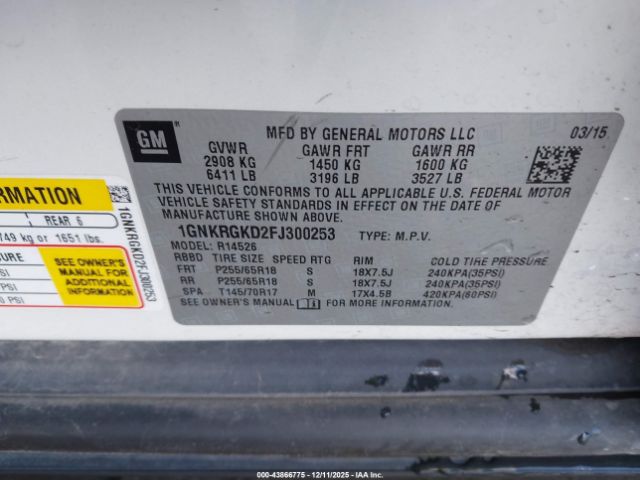 GM
MFD BY GENERAL MOTORS LLC
03/15
GVWR GAWR FRT GAWR RR
2908 KG 1450 KG 1600 KG
6411 LB 3196 LB 3527 LB
THIS VEHICLE CONFORMS TO ALL APPLICABLE U.S. FEDERAL MOTOR
VEHICLE SAFETY STANDARDS IN EFFECT ON THE DATE OF
MANUFACTURE SHOWN ABOVE.
1GNKRGKD2FJ300253 TYPE: M.P.V.
MODEL: R14526
RBBD TIRE SIZE SPEED RTG RIM COLD TIRE PRESSURE
FRT P255/65R18 S 18X7.5J 240KPA(35PSI)
RR P255/65R18 S 18X7.5J 240KPA(35PSI)
SPA T145/70R17 M 17X4.5B 420KPA(60PSI)
SEE OWNER'S MANUAL FOR MORE INFORMATION.
REAR 6
or 1651 lbs.
SEE OWNER'S
MANUAL FOR
ADDITIONAL
INFORMATION
1GNKRGKD2FJ300253
000-43866775 - 12/11/2025 - IAA, Inc.